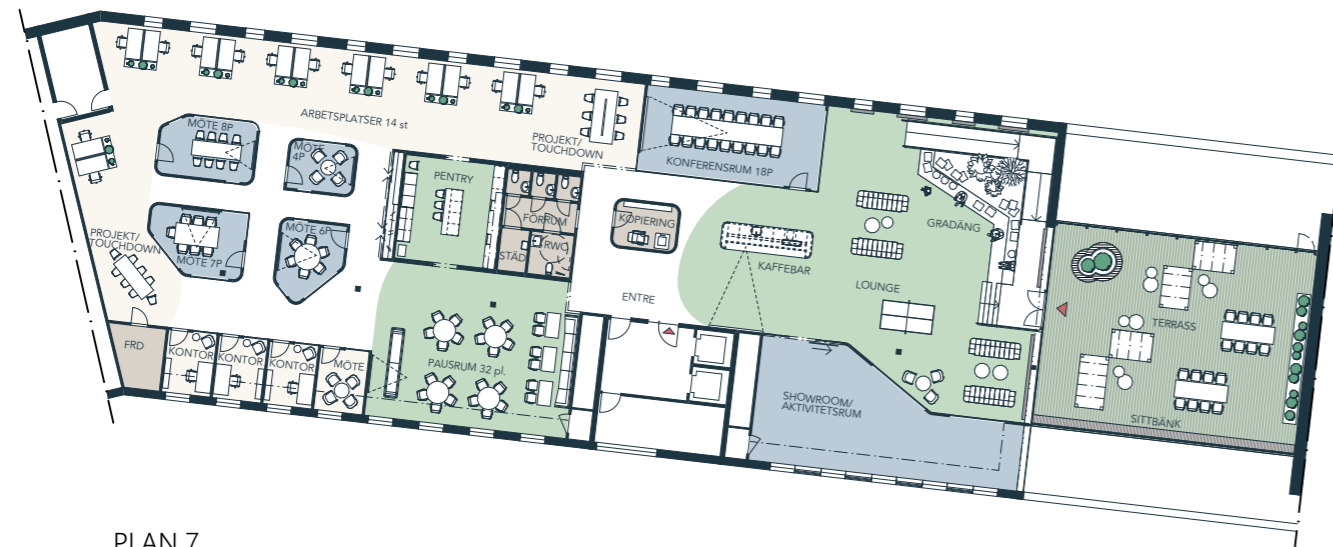 ARBETSPLATSER 14 st
MÖTE 8P
MÖTE
4P
PROJEKT/
TOUCHDOWN
KONFERENSRUM 18P
PENTRY
FÖRRUM
KOPIERING
GRADÄNG
PROJEKT/
TOUCHDOWN
MÖTE 7P
MÖTE 6P
STÄD
RWC
KAFFEBAR
ENTRE
LOUNGE
TERRASS
FRD
KONTOR
KONTOR
KONTOR
MÖTE
PAUSRUM 32 pl.
SHOWROOM/
AKTIVITETSRUM
SITTBÄNK
PLAN 7